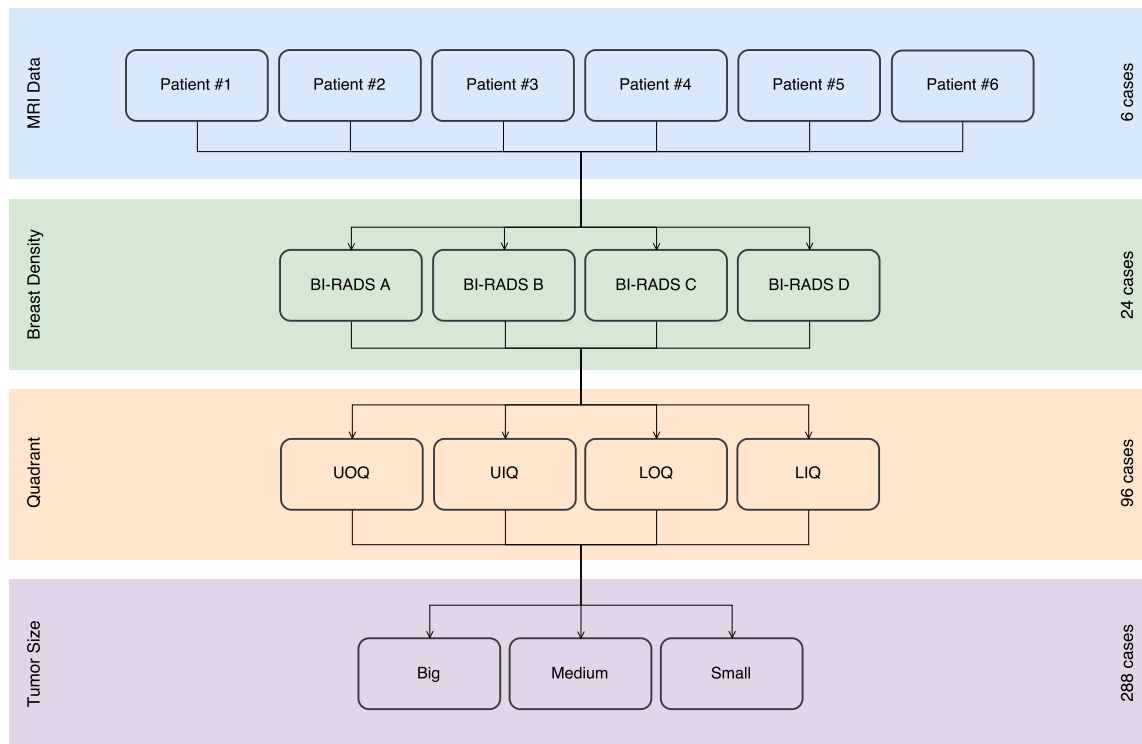 MRI Data
Patient #1
Patient #2
Patient #3
Patient #4
Patient #5
Patient #6
6 cases
Breast Density
BI-RADS A
BI-RADS B
BI-RADS C
BI-RADS D
24 cases
Quadrant
UOQ
UIQ
LOQ
LIQ
96 cases
Tumor Size
Big
Medium
Small
288 cases